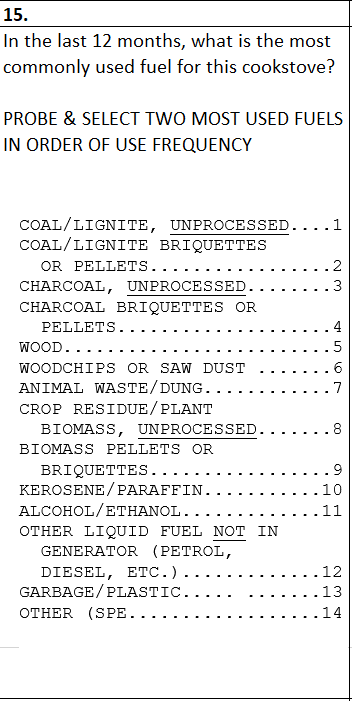 15.
In the last 12 months, what is the most
commonly used fuel for this cookstove?
PROBE & SELECT TWO MOST USED FUELS
IN ORDER OF USE FREQUENCY
COAL/LIGNITE, UNPROCESSED....1
COAL/LIGNITE BRIQUETTES
OR PELLETS.................2
CHARCOAL, UNPROCESSED........3
CHARCOAL BRIQUETTES OR
PELLETS....................4
WOOD.........................5
WOODCHIPS OR SAW DUST .......6
ANIMAL WASTE/DUNG............7
CROP RESIDUE/PLANT
BIOMASS, UNPROCESSED.......8
BIOMASS PELLETS OR
BRIQUETTES.................9
KEROSENE/PARAFFIN...........10
ALCOHOL/ETHANOL.............11
OTHER LIQUID FUEL NOT IN
GENERATOR (PETROL,
DIESEL, ETC.).............12
GARBAGE/PLASTIC..... .......13
OTHER (SPE..................14